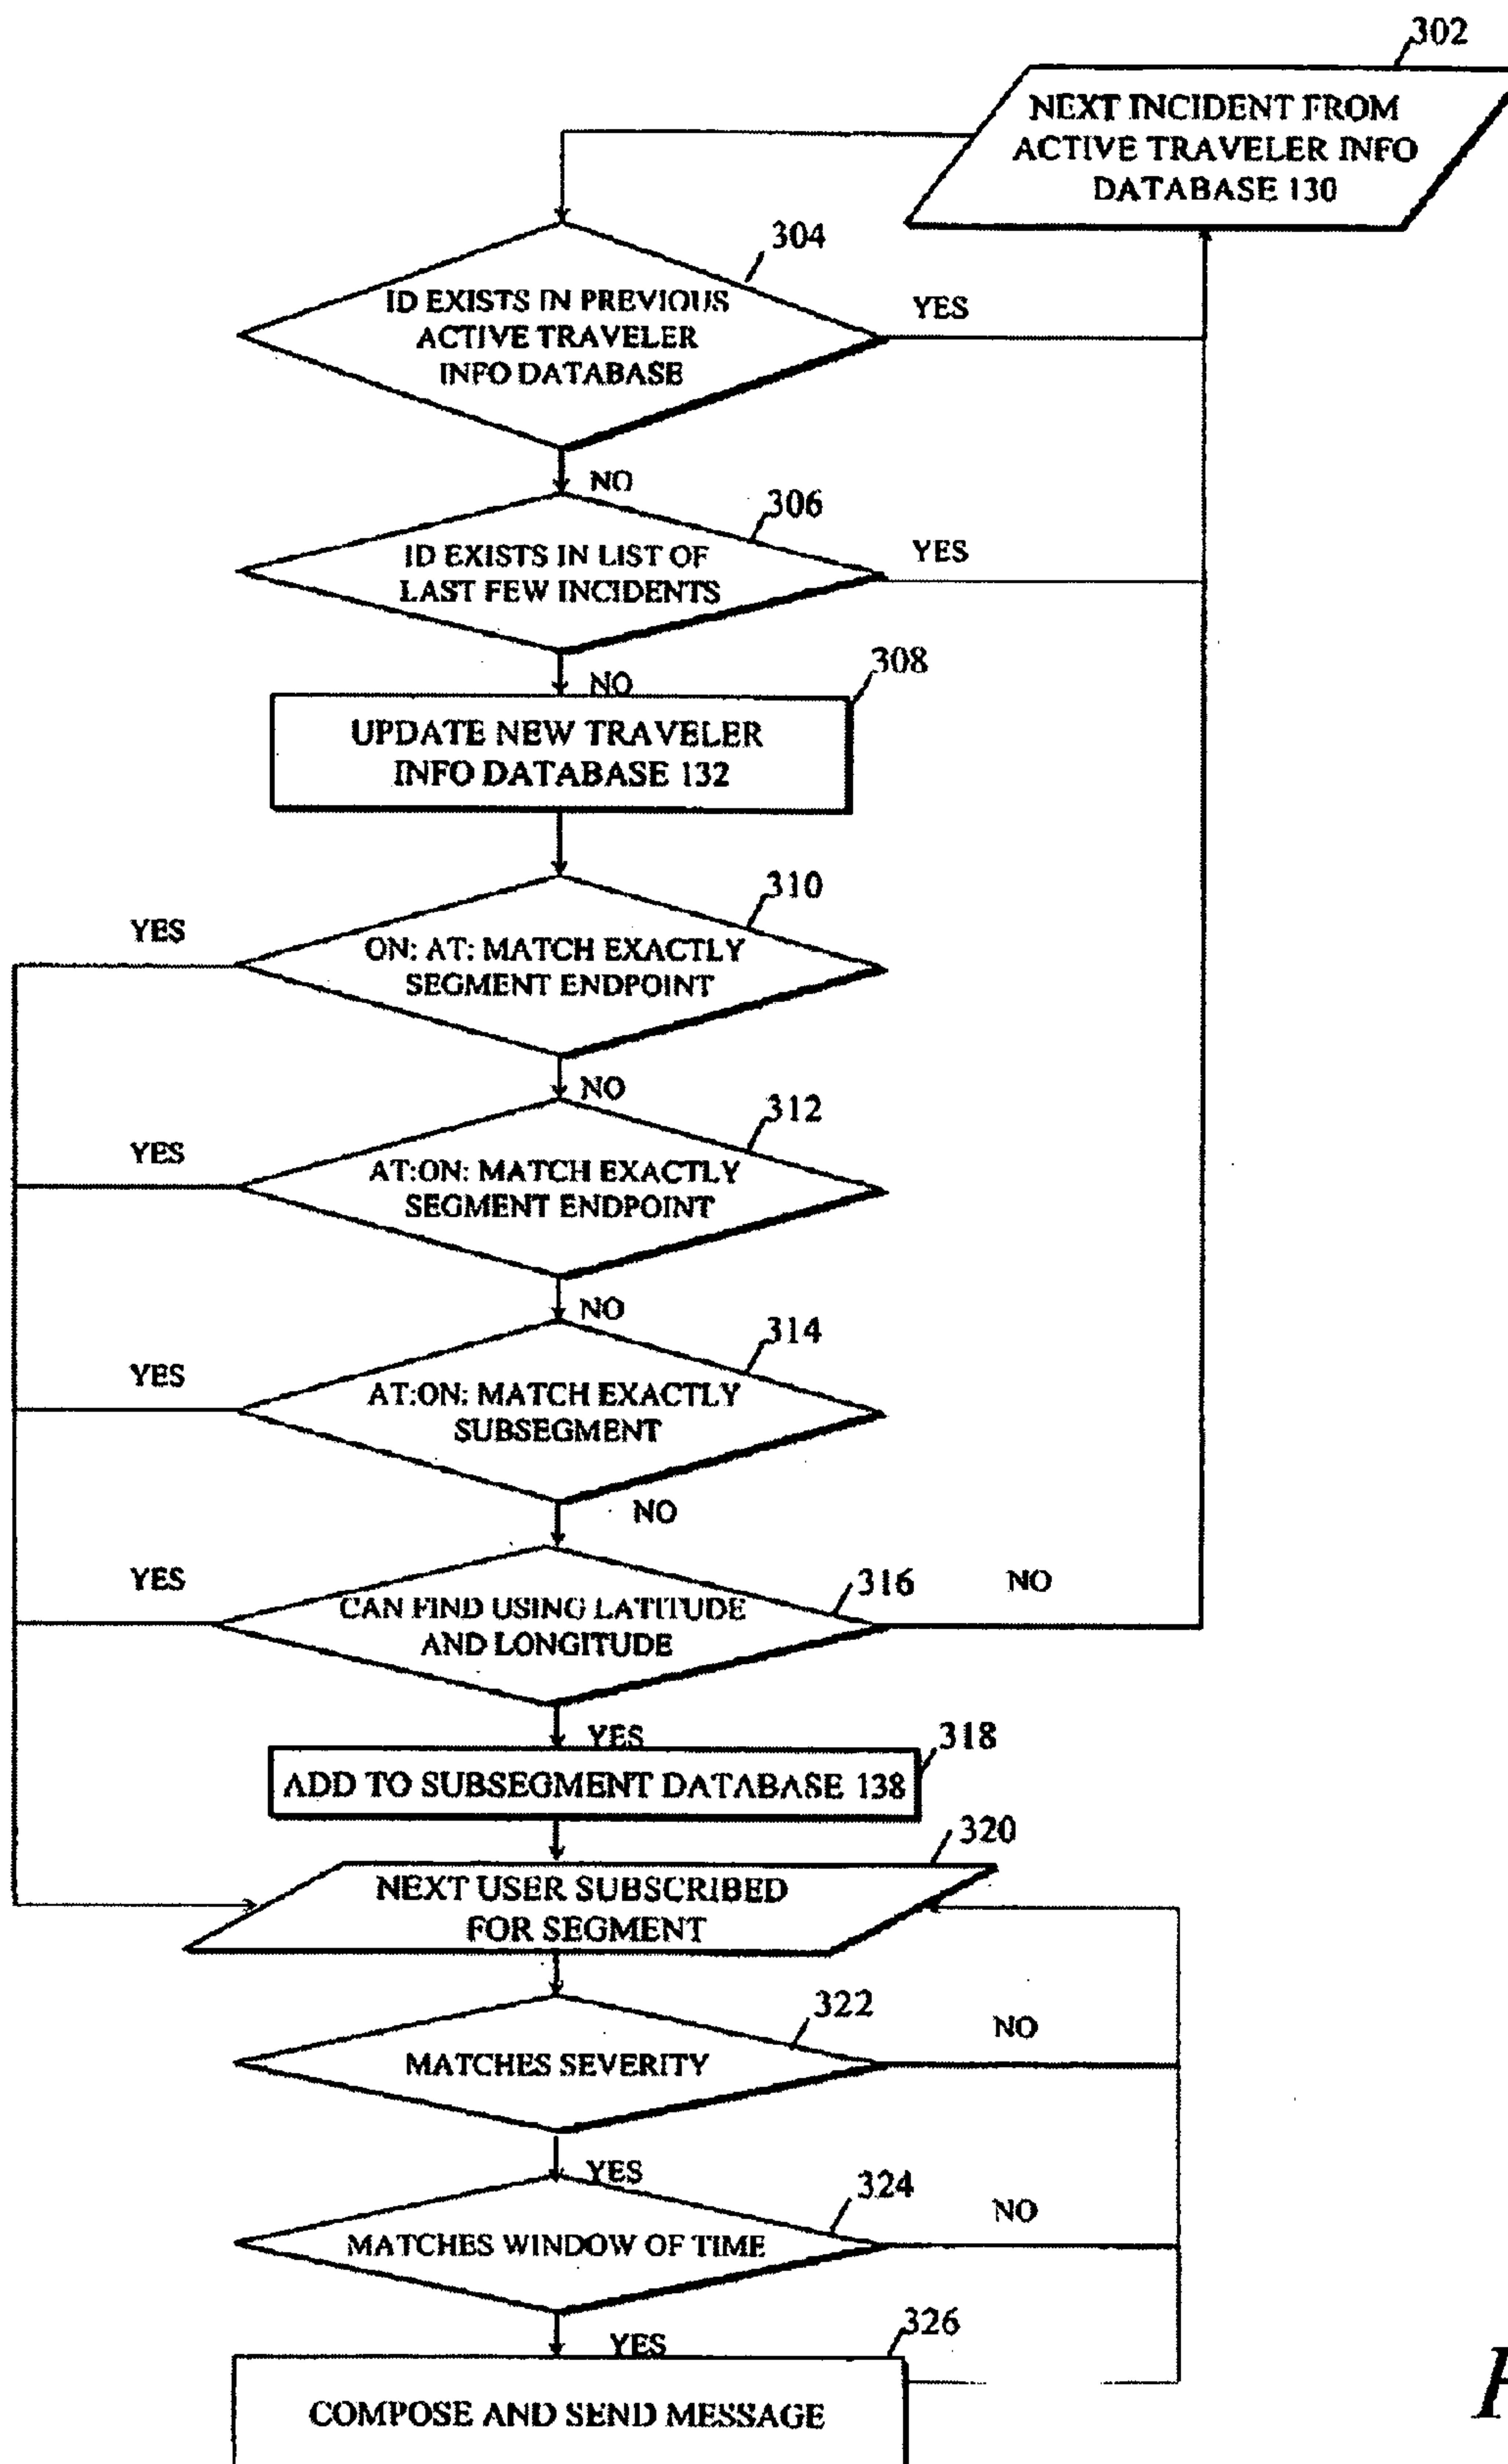 302
NEXT INCIDENT FROM
ACTIVE TRAVELER INFO
DATABASE 130
304
ID EXISTS IN PREVIOUS
ACTIVE TRAVELER
INFO DATABASE
YES
NO
306
ID EXISTS IN LIST OF
LAST FEW INCIDENTS
YES
NO
308
UPDATE NEW TRAVELER
INFO DATABASE 132
310
YES
ON: AT: MATCH EXACTLY
SEGMENT ENDPOINT
NO
312
YES
AT:ON: MATCH EXACTLY
SEGMENT ENDPOINT
NO
314
YES
AT:ON: MATCH EXACTLY
SUBSEGMENT
NO
YES
316
NO
CAN FIND USING LATITUDE
AND LONGITUDE
YES
318
ADD TO SUBSEGMENT DATABASE 138
320
NEXT USER SUBSCRIBED
FOR SEGMENT
322
NO
MATCHES SEVERITY
YES
324
NO
MATCHES WINDOW OF TIME
YES
326
COMPOSE AND SEND MESSAGE